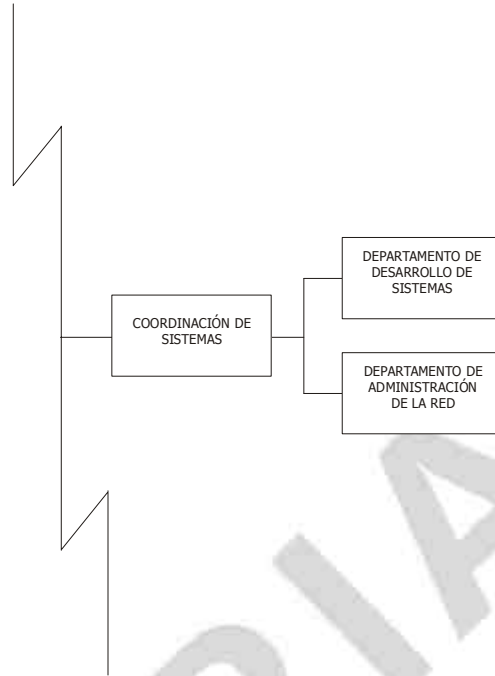 DEPARTAMENTO DE
DESARROLLO DE
SISTEMAS
COORDINACIÓN DE
SISTEMAS
DEPARTAMENTO DE
ADMINISTRACIÓN
DE LA RED